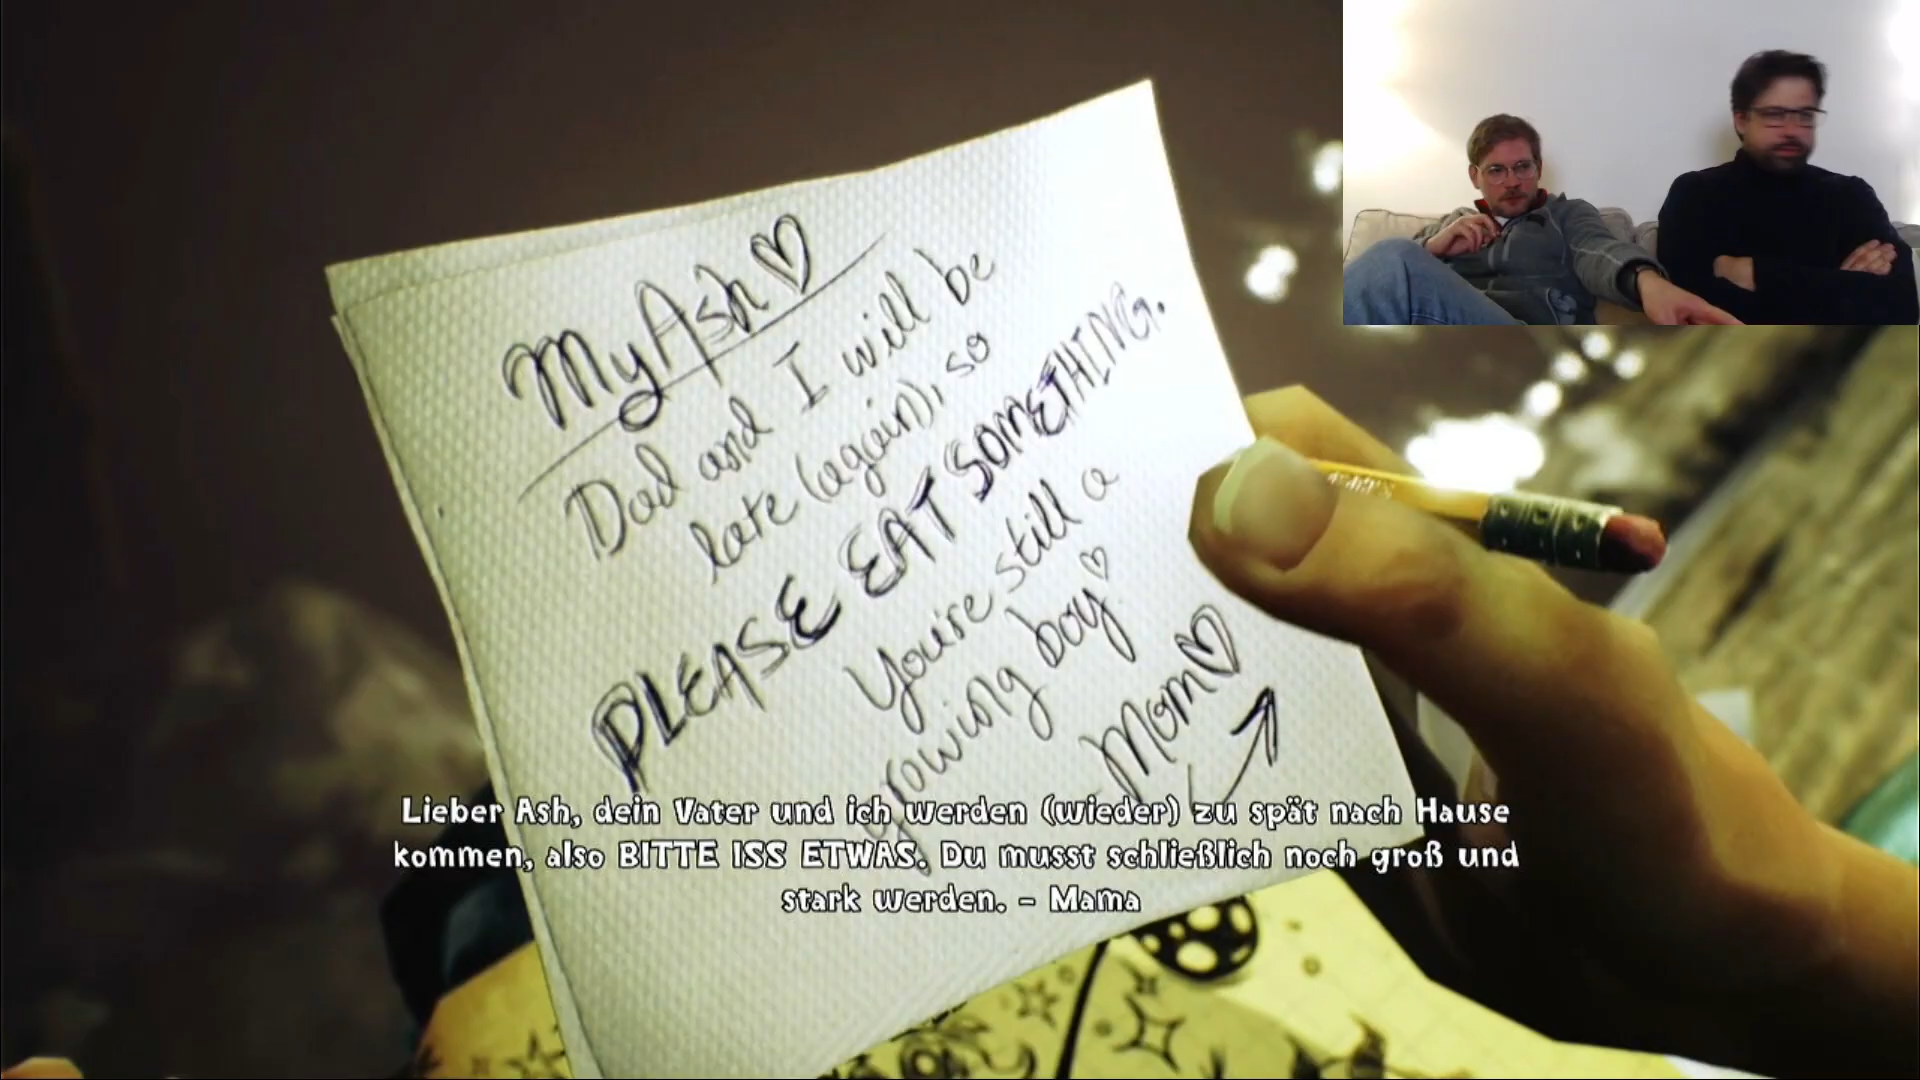 My Ash ♡
Dad and I will be
late (again), so
PLEASE EAT SOMETHING.
You're still a
growing boy. ♡
- Mom ♡
Lieber Ash, dein Vater und ich werden (wieder) zu spät nach Hause
kommen, also BITTE ISS ETWAS. Du musst schließlich noch groß und
stark werden. - Mama